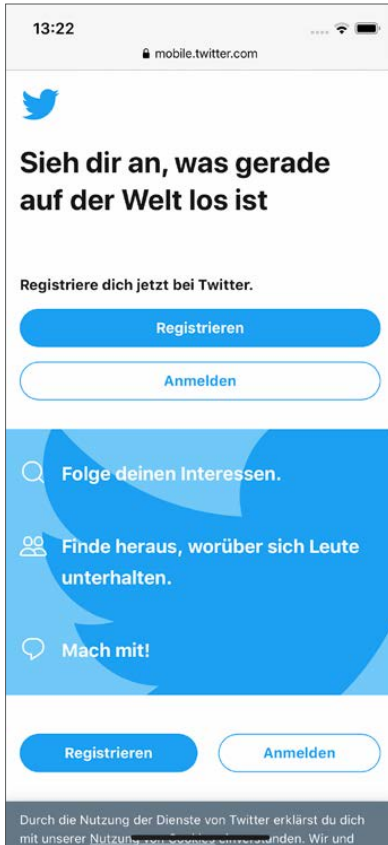 13:22
mobile.twitter.com
Sieh dir an, was gerade
auf der Welt los ist
Registriere dich jetzt bei Twitter.
Registrieren
Anmelden
Folge deinen Interessen.
Finde heraus, worüber sich Leute
unterhalten.
Mach mit!
Registrieren Anmelden
Durch die Nutzung der Dienste von Twitter erklärst du dich
mit unserer Nutzung von Cookies einverstanden. Wir und